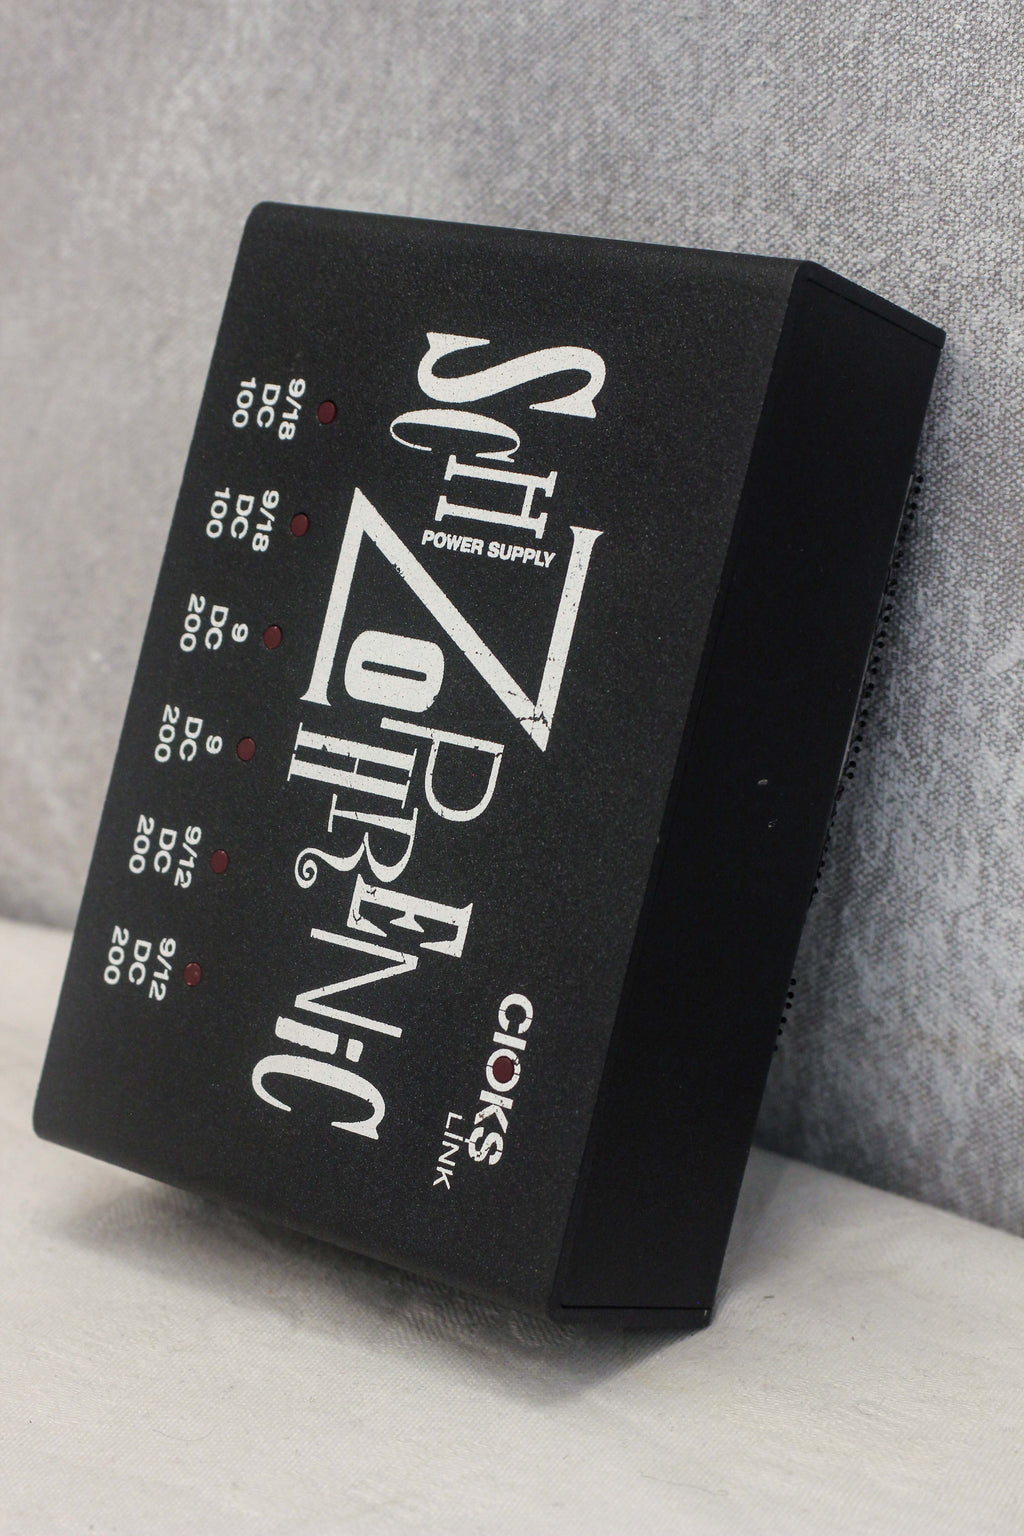 CIOKS
LiNK
ScHZOPHRENiC
POWER SUPPLY
9/18 DC 100
9/18 DC 100
9 DC 200
9 DC 200
9/12 DC 200
9/12 DC 200